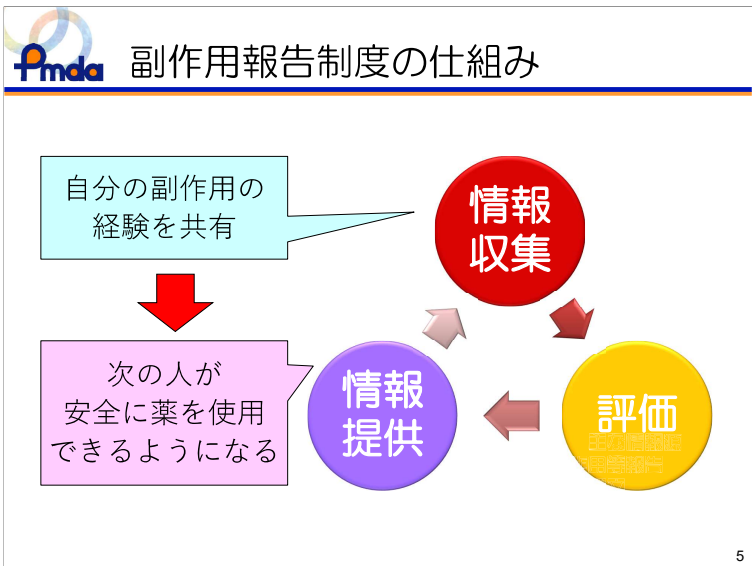 Pmda
副作用報告制度の仕組み
自分の副作用の
経験を共有
情報
収集
次の人が
安全に薬を使用
できるようになる
情報
提供
評価
5